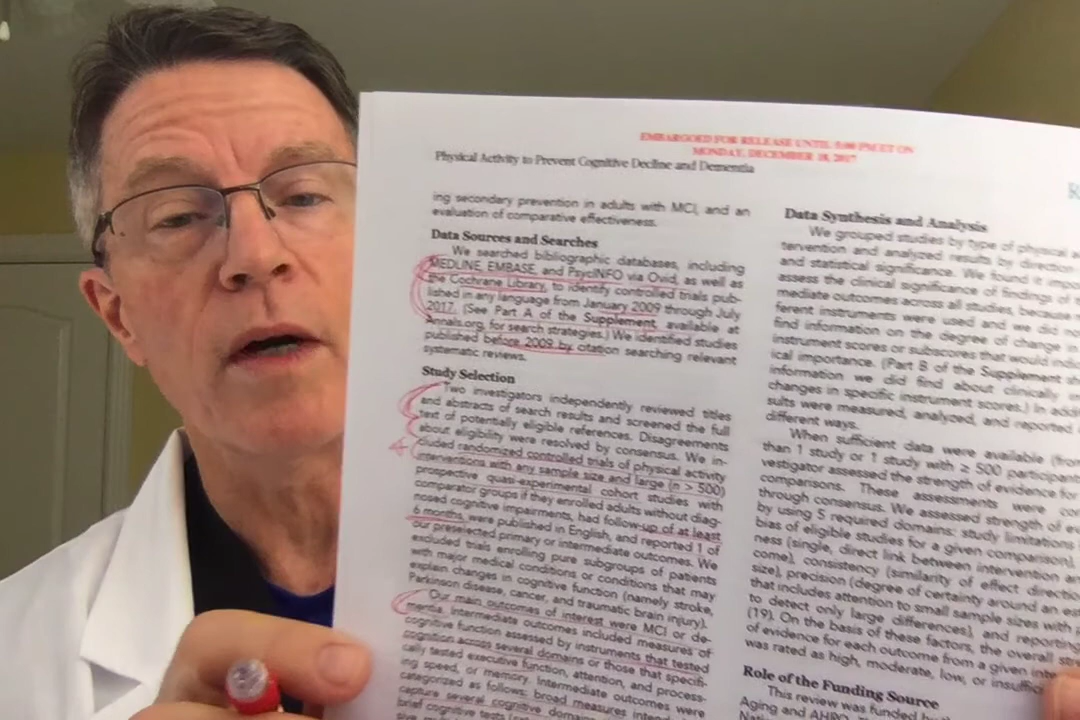 EMBARGOED FOR RELEASE UNTIL 5:00 PM ET ON
MONDAY, DECEMBER 18, 2017
Physical Activity to Prevent Cognitive Decline and Dementia
ing secondary prevention in adults with MCI, and an
evaluation of comparative effectiveness.
Data Sources and Searches
We searched bibliographic databases, including
MEDLINE, EMBASE, and PsycINFO via Ovid, as well as
the Cochrane Library, to identify controlled trials pub-
lished in any language from January 2009 through July
2017. (See Part A of the Supplement, available at
Annals.org, for search strategies.) We identified studies
published before 2009 by citation searching relevant
systematic reviews.
Study Selection
Two investigators independently reviewed titles
and abstracts of search results and screened the full
text of potentially eligible references. Disagreements
about eligibility were resolved by consensus. We in-
cluded randomized controlled trials of physical activity
interventions with any sample size and large (n > 500)
prospective quasi-experimental cohort studies with
comparator groups if they enrolled adults without diag-
nosed cognitive impairments, had follow-up of at least
6 months, were published in English, and reported 1 of
our preselected primary or intermediate outcomes. We
excluded trials enrolling pure subgroups of patients
with major medical conditions or conditions that may
explain changes in cognitive function (namely stroke,
Parkinson disease, cancer, and traumatic brain injury).
Our main outcomes of interest were MCI or de-
mentia. Intermediate outcomes included measures of
cognitive function assessed by instruments that tested
cognition across several domains or those that specifi-
cally tested executive function, attention, and process-
ing speed, or memory. Intermediate outcomes were
categorized as follows: broad measures intend
capture several cognitive domains
brief cognitive tests
Data Synthesis and Analysis
We grouped studies by type of physical a
tervention and analyzed results by direction
and statistical significance. We found it impo
assess the clinical significance of findings of
mediate outcomes across all studies, because
ferent instruments were used and we did no
find information on the degree of change in
instrument scores or subscores that would in
ical importance. (Part B of the Supplement sh
information we did find about clinically
changes in specific instrument scores.) In addi
sults were measured, analyzed, and reported
different ways.
When sufficient data were available (from
than 1 study or 1 study with ≥ 500 participan
vestigator assessed the strength of evidence for
comparisons. These assessments were con
through consensus. We assessed strength of ev
by using 5 required domains: study limitations
bias of eligible studies for a given comparison),
ness (single, direct link between intervention an
come), consistency (similarity of effect directio
size), precision (degree of certainty around an est
that includes attention to small sample sizes with
to detect only large differences), and reporting
(19). On the basis of these factors, the overall st
of evidence for each outcome from a given inte
was rated as high, moderate, low, or insuffic
Role of the Funding Source
This review was funded b
Aging and AHRQ